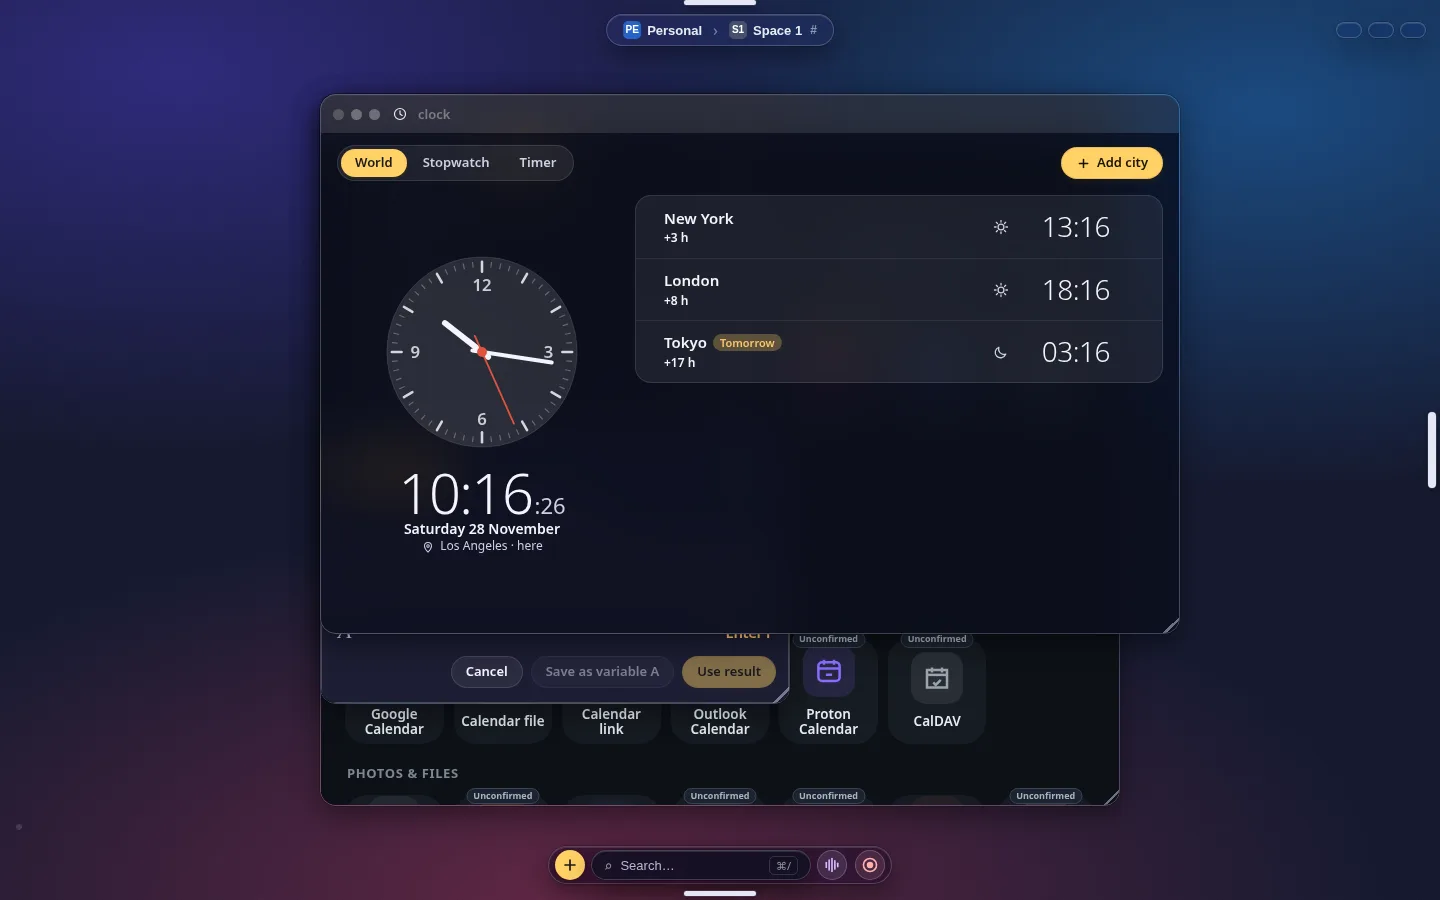 PE Personal › S1 Space 1 #
clock
World Stopwatch Timer
+ Add city
New York
+3 h
13:16
London
+8 h
18:16
Tokyo Tomorrow
+17 h
03:16
12
9 3
6
10:16:26
Saturday 28 November
Los Angeles · here
Cancel Save as variable A Use result
Unconfirmed Unconfirmed
Google Calendar
Calendar file
Calendar link
Outlook Calendar
Proton Calendar
CalDAV
PHOTOS & FILES
Unconfirmed Unconfirmed Unconfirmed Unconfirmed
Search… ⌘/